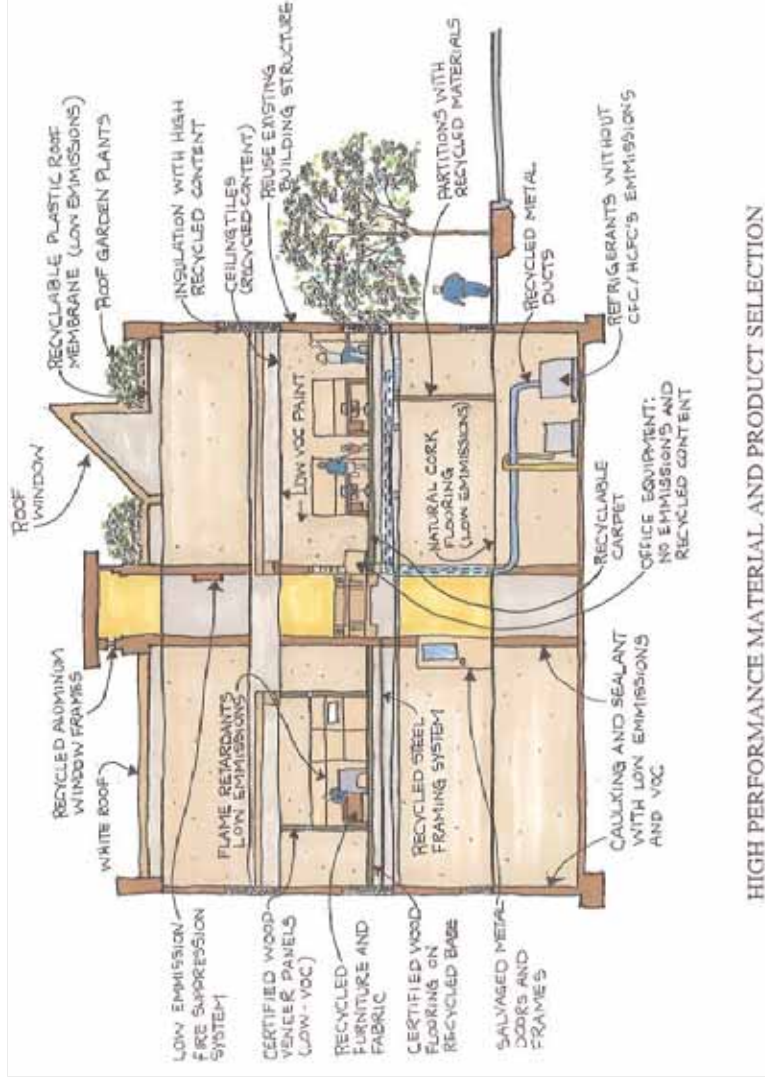 ROOF
WINDOW
RECYCLABLE PLASTIC ROOF
MEMBRANE (LOW EMMISSIONS)
ROOF GARDEN PLANTS
RECYCLED ALUMINUM
WINDOW FRAMES
WHITE ROOF
INSULATION WITH HIGH
RECYCLED CONTENT
CEILING TILES
(RECYCLED CONTENT)
REUSE EXISTING
BUILDING STRUCTURE
LOW EMMISSION
FIRE SUPPRESSION
SYSTEM
FLAME RETARDANTS
LOW EMMISSIONS
LOW VOC PAINT
CERTIFIED WOOD
VENEER PANELS
(LOW-VOC)
RECYCLED
FURNITURE AND
FABRIC
CERTIFIED WOOD
FLOORING ON
RECYCLED BASE
RECYCLED STEEL
FRAMING SYSTEM
NATURAL CORK
FLOORING
(LOW EMMISSIONS)
PARTITIONS WITH
RECYCLED MATERIALS
SALVAGED METAL
DOORS AND
FRAMES
RECYCLED METAL
DUCTS
REFRIGERANTS WITHOUT
CFC/HCFC'S EMMISSIONS
RECYCLABLE
CARPET
OFFICE EQUIPMENT:
NO EMMISSIONS AND
RECYCLED CONTENT
CAULKING AND SEALANT
WITH LOW EMMISSIONS
AND VOC
HIGH PERFORMANCE MATERIAL AND PRODUCT SELECTION